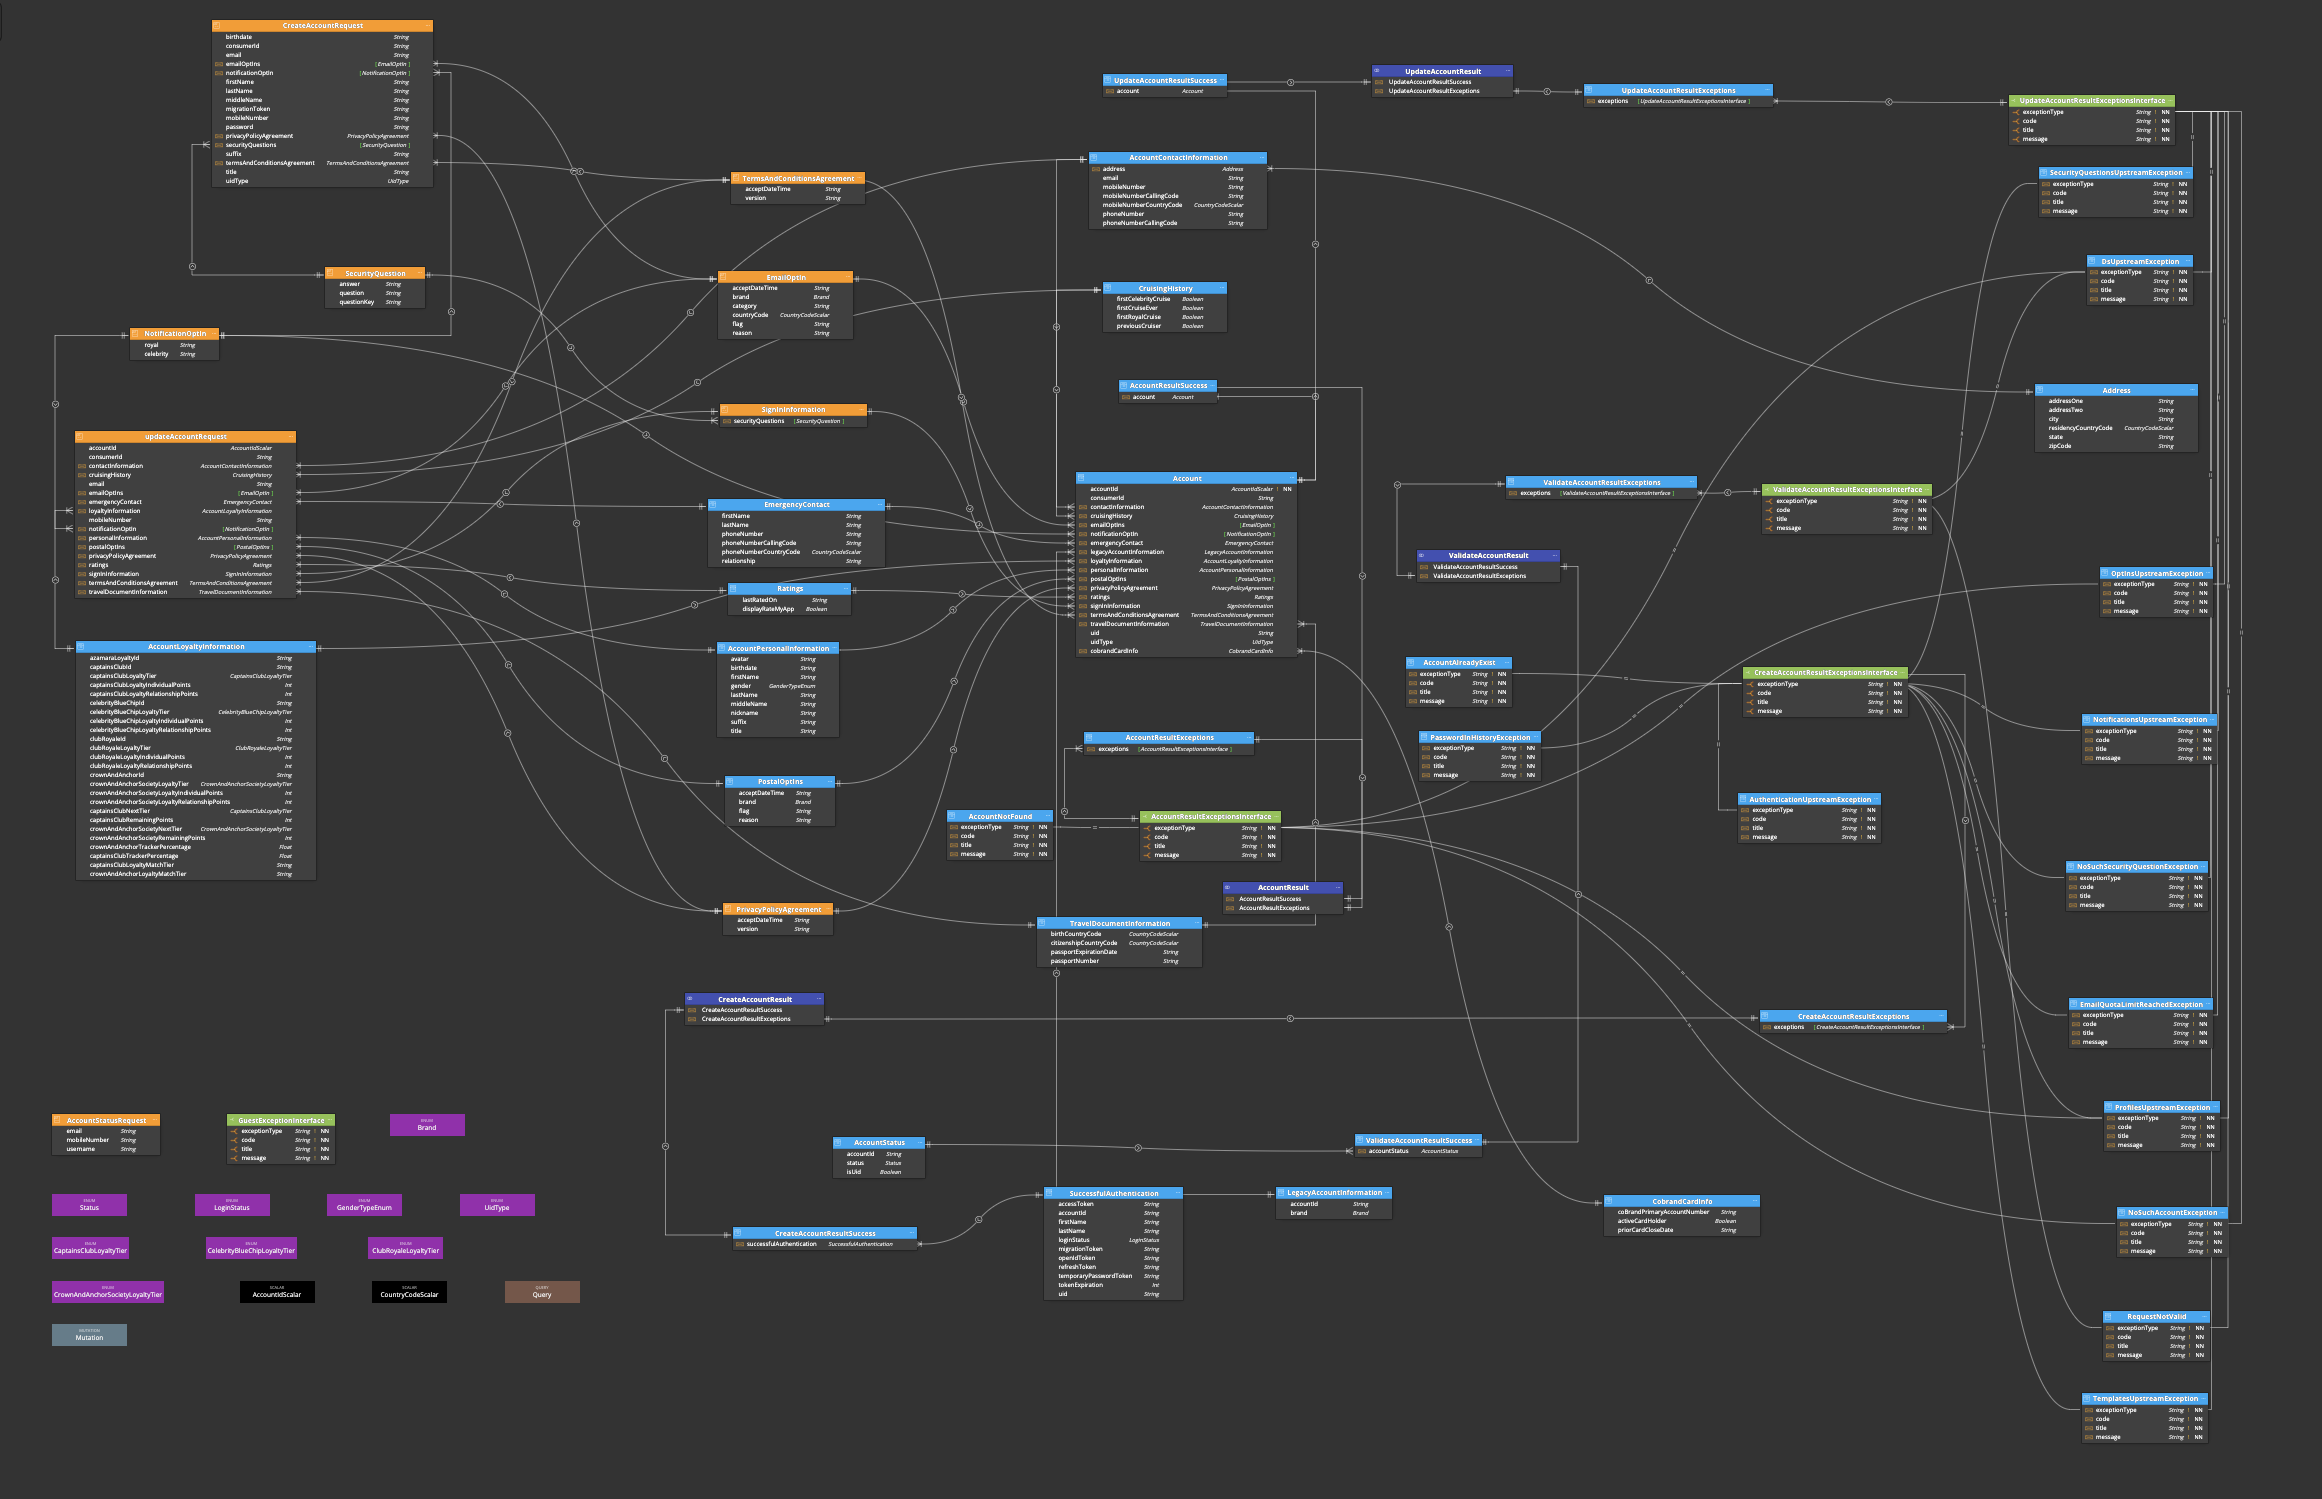 CreateAccountRequest
birthdate String
consumerId String
email String
emailOptIns [EmailOptIn]
notificationOptIn [NotificationOptIn]
firstName String
lastName String
middleName String
migrationToken String
mobileNumber String
password String
privacyPolicyAgreement PrivacyPolicyAgreement
securityQuestions [SecurityQuestion]
suffix String
termsAndConditionsAgreement TermsAndConditionsAgreement
title String
uidType UidType
SecurityQuestion
answer String
question String
questionKey String
NotificationOptIn
royal String
celebrity String
updateAccountRequest
accountId AccountIdScalar
consumerId String
contactInformation AccountContactInformation
cruisingHistory CruisingHistory
email String
emailOptIns [EmailOptIn]
emergencyContact EmergencyContact
loyaltyInformation AccountLoyaltyInformation
mobileNumber String
notificationOptIn [NotificationOptIn]
personalInformation AccountPersonalInformation
postalOptIns [PostalOptIns]
privacyPolicyAgreement PrivacyPolicyAgreement
ratings Ratings
signInInformation SignInInformation
termsAndConditionsAgreement TermsAndConditionsAgreement
travelDocumentInformation TravelDocumentInformation
AccountLoyaltyInformation
azamaraLoyaltyId String
captainsClubId String
captainsClubLoyaltyTier CaptainsClubLoyaltyTier
captainsClubLoyaltyIndividualPoints Int
captainsClubLoyaltyRelationshipPoints Int
celebrityBlueChipId String
celebrityBlueChipLoyaltyTier CelebrityBlueChipLoyaltyTier
celebrityBlueChipLoyaltyIndividualPoints Int
celebrityBlueChipLoyaltyRelationshipPoints Int
clubRoyaleId String
clubRoyaleLoyaltyTier ClubRoyaleLoyaltyTier
clubRoyaleLoyaltyIndividualPoints Int
clubRoyaleLoyaltyRelationshipPoints Int
crownAndAnchorId String
crownAndAnchorSocietyLoyaltyTier CrownAndAnchorSocietyLoyaltyTier
crownAndAnchorSocietyLoyaltyIndividualPoints Int
crownAndAnchorSocietyLoyaltyRelationshipPoints Int
captainsClubNextTier CaptainsClubLoyaltyTier
captainsClubRemainingPoints Int
crownAndAnchorSocietyNextTier CrownAndAnchorSocietyLoyaltyTier
crownAndAnchorSocietyRemainingPoints Int
crownAndAnchorTrackerPercentage Float
captainsClubTrackerPercentage Float
captainsClubLoyaltyMatchTier String
crownAndAnchorLoyaltyMatchTier String
TermsAndConditionsAgreement
acceptDateTime String
version String
EmailOptIn
acceptDateTime String
brand Brand
category String
countryCode CountryCodeScalar
flag String
reason String
SignInInformation
securityQuestions [SecurityQuestion]
EmergencyContact
firstName String
lastName String
phoneNumber String
phoneNumberCallingCode String
phoneNumberCountryCode CountryCodeScalar
relationship String
Ratings
lastRatedOn String
displayRateMyApp Boolean
AccountPersonalInformation
avatar String
birthdate String
firstName String
gender GenderTypeEnum
lastName String
middleName String
nickname String
suffix String
title String
PostalOptIns
acceptDateTime String
brand Brand
flag String
reason String
PrivacyPolicyAgreement
acceptDateTime String
version String
UpdateAccountResultSuccess
account Account
AccountContactInformation
address Address
email String
mobileNumber String
mobileNumberCallingCode String
mobileNumberCountryCode CountryCodeScalar
phoneNumber String
phoneNumberCallingCode String
CruisingHistory
firstCelebrityCruise Boolean
firstCruiseEver Boolean
firstRoyalCruise Boolean
previousCruiser Boolean
AccountResultSuccess
account Account
Account
accountId AccountIdScalar ! NN
consumerId String
contactInformation AccountContactInformation
cruisingHistory CruisingHistory
emailOptIns [EmailOptIn]
notificationOptIn [NotificationOptIn]
emergencyContact EmergencyContact
legacyAccountInformation LegacyAccountInformation
loyaltyInformation AccountLoyaltyInformation
personalInformation AccountPersonalInformation
postalOptIns [PostalOptIns]
privacyPolicyAgreement PrivacyPolicyAgreement
ratings Ratings
signInInformation SignInInformation
termsAndConditionsAgreement TermsAndConditionsAgreement
travelDocumentInformation TravelDocumentInformation
uid String
uidType UidType
cobrandCardInfo CobrandCardInfo
AccountResultExceptions
exceptions [AccountResultExceptionsInterface]
AccountNotFound
exceptionType String ! NN
code String ! NN
title String ! NN
message String ! NN
AccountResultExceptionsInterface
exceptionType String ! NN
code String ! NN
title String ! NN
message String ! NN
AccountResult
AccountResultSuccess
AccountResultExceptions
TravelDocumentInformation
birthCountryCode CountryCodeScalar
citizenshipCountryCode CountryCodeScalar
passportExpirationDate String
passportNumber String
UpdateAccountResult
UpdateAccountResultSuccess
UpdateAccountResultExceptions
UpdateAccountResultExceptions
exceptions [UpdateAccountResultExceptionsInterface]
UpdateAccountResultExceptionsInterface
exceptionType String ! NN
code String ! NN
title String ! NN
message String ! NN
SecurityQuestionsUpstreamException
exceptionType String ! NN
code String ! NN
title String ! NN
message String ! NN
DsUpstreamException
exceptionType String ! NN
code String ! NN
title String ! NN
message String ! NN
Address
addressOne String
addressTwo String
city String
residencyCountryCode CountryCodeScalar
state String
zipCode String
ValidateAccountResultExceptions
exceptions [ValidateAccountResultExceptionsInterface]
ValidateAccountResultExceptionsInterface
exceptionType String ! NN
code String ! NN
title String ! NN
message String ! NN
ValidateAccountResult
ValidateAccountResultSuccess
ValidateAccountResultExceptions
OptInsUpstreamException
exceptionType String ! NN
code String ! NN
title String ! NN
message String ! NN
AccountAlreadyExist
exceptionType String ! NN
code String ! NN
title String ! NN
message String ! NN
CreateAccountResultExceptionsInterface
exceptionType String ! NN
code String ! NN
title String ! NN
message String ! NN
PasswordInHistoryException
exceptionType String ! NN
code String ! NN
title String ! NN
message String ! NN
NotificationsUpstreamException
exceptionType String ! NN
code String ! NN
title String ! NN
message String ! NN
AuthenticationUpstreamException
exceptionType String ! NN
code String ! NN
title String ! NN
message String ! NN
NoSuchSecurityQuestionException
exceptionType String ! NN
code String ! NN
title String ! NN
message String ! NN
CreateAccountResult
CreateAccountResultSuccess
CreateAccountResultExceptions
CreateAccountResultExceptions
exceptions [CreateAccountResultExceptionsInterface]
EmailQuotaLimitReachedException
exceptionType String ! NN
code String ! NN
title String ! NN
message String ! NN
ProfilesUpstreamException
exceptionType String ! NN
code String ! NN
title String ! NN
message String ! NN
AccountStatus
accountId String
status Status
isUid Boolean
ValidateAccountResultSuccess
accountStatus AccountStatus
SuccessfulAuthentication
accessToken String
accountId String
firstName String
lastName String
loginStatus LoginStatus
migrationToken String
openIdToken String
refreshToken String
temporaryPasswordToken String
tokenExpiration Int
uid String
LegacyAccountInformation
accountId String
brand Brand
CobrandCardInfo
coBrandPrimaryAccountNumber String
activeCardHolder Boolean
priorCardCloseDate String
CreateAccountResultSuccess
successfulAuthentication SuccessfulAuthentication
NoSuchAccountException
exceptionType String ! NN
code String ! NN
title String ! NN
message String ! NN
RequestNotValid
exceptionType String ! NN
code String ! NN
title String ! NN
message String ! NN
TemplatesUpstreamException
exceptionType String ! NN
code String ! NN
title String ! NN
message String ! NN
AccountStatusRequest
email String
mobileNumber String
username String
GuestExceptionInterface
exceptionType String ! NN
code String ! NN
title String ! NN
message String ! NN
ENUM
Brand
ENUM
Status
ENUM
LoginStatus
ENUM
GenderTypeEnum
ENUM
UidType
ENUM
CaptainsClubLoyaltyTier
ENUM
CelebrityBlueChipLoyaltyTier
ENUM
ClubRoyaleLoyaltyTier
ENUM
CrownAndAnchorSocietyLoyaltyTier
SCALAR
AccountIdScalar
SCALAR
CountryCodeScalar
QUERY
Query
MUTATION
Mutation